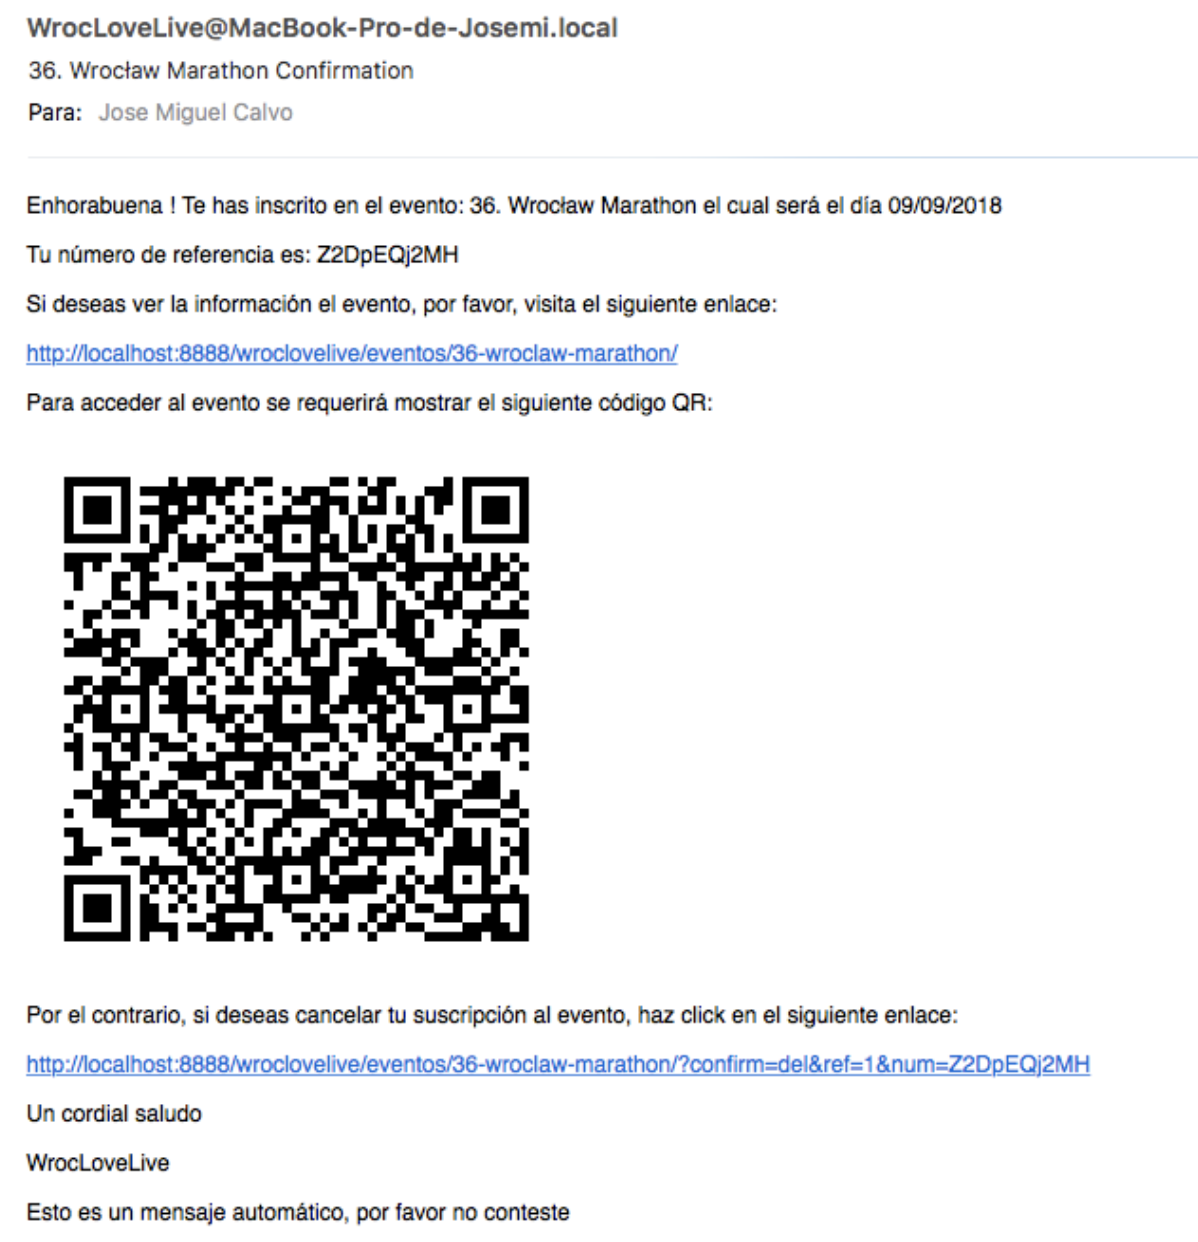 WrocLoveLive@MacBook-Pro-de-Josemi.local
36. Wrocław Marathon Confirmation
Para: Jose Miguel Calvo
Enhorabuena ! Te has inscrito en el evento: 36. Wrocław Marathon el cual será el día 09/09/2018
Tu número de referencia es: Z2DpEQj2MH
Si deseas ver la información el evento, por favor, visita el siguiente enlace:
http://localhost:8888/wroclovelive/eventos/36-wroclaw-marathon/
Para acceder al evento se requerirá mostrar el siguiente código QR:
Por el contrario, si deseas cancelar tu suscripción al evento, haz click en el siguiente enlace:
http://localhost:8888/wroclovelive/eventos/36-wroclaw-marathon/?confirm=del&ref=1&num=Z2DpEQj2MH
Un cordial saludo
WrocLoveLive
Esto es un mensaje automático, por favor no conteste